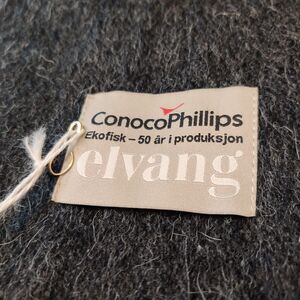 ConocoPhillips
Ekofisk – 50 år i produksjon
elvang